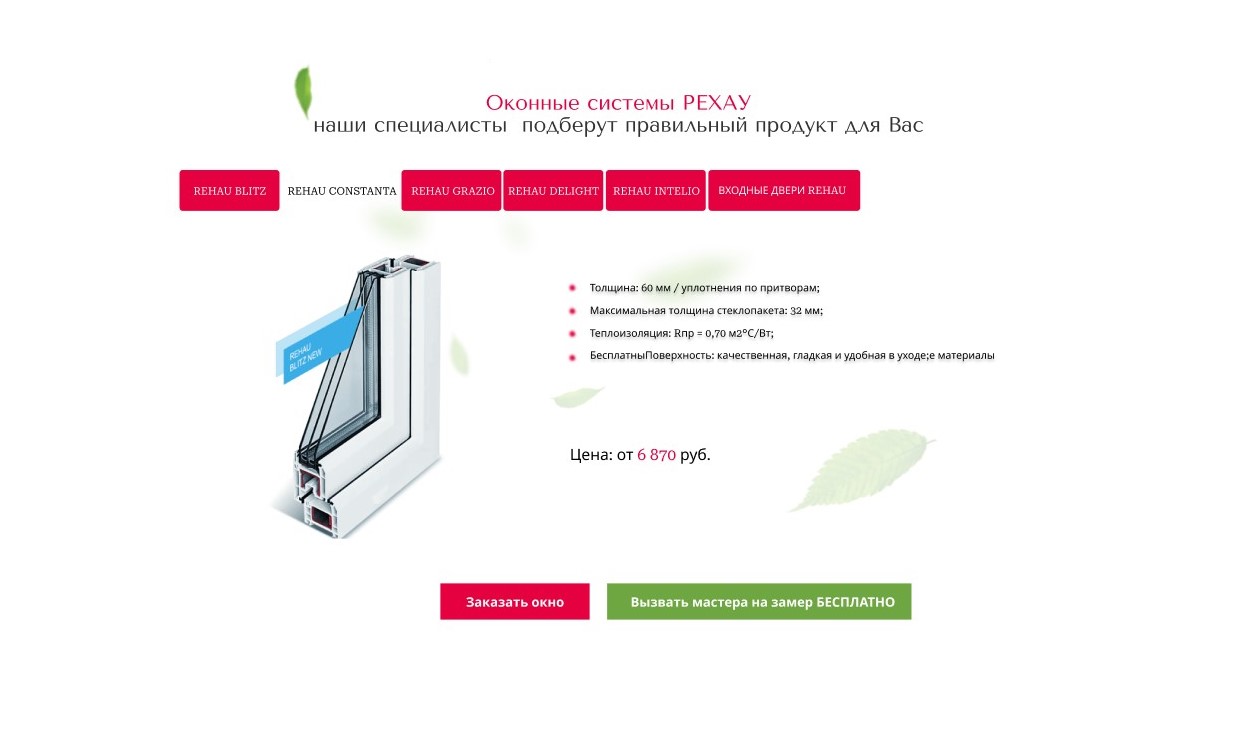 Оконные системы РЕХАУ
наши специалисты подберут правильный продукт для Вас
REHAU BLITZ
REHAU CONSTANTA
REHAU GRAZIO
REHAU DELIGHT
REHAU INTELIO
ВХОДНЫЕ ДВЕРИ REHAU
REHAU
BLITZ NEW
Толщина: 60 мм / уплотнения по притворам;
Максимальная толщина стеклопакета: 32 мм;
Теплоизоляция: Rпр = 0,70 м2°С/Вт;
БесплатныПоверхность: качественная, гладкая и удобная в уходе;е материалы
Цена: от 6 870 руб.
Заказать окно
Вызвать мастера на замер БЕСПЛАТНО